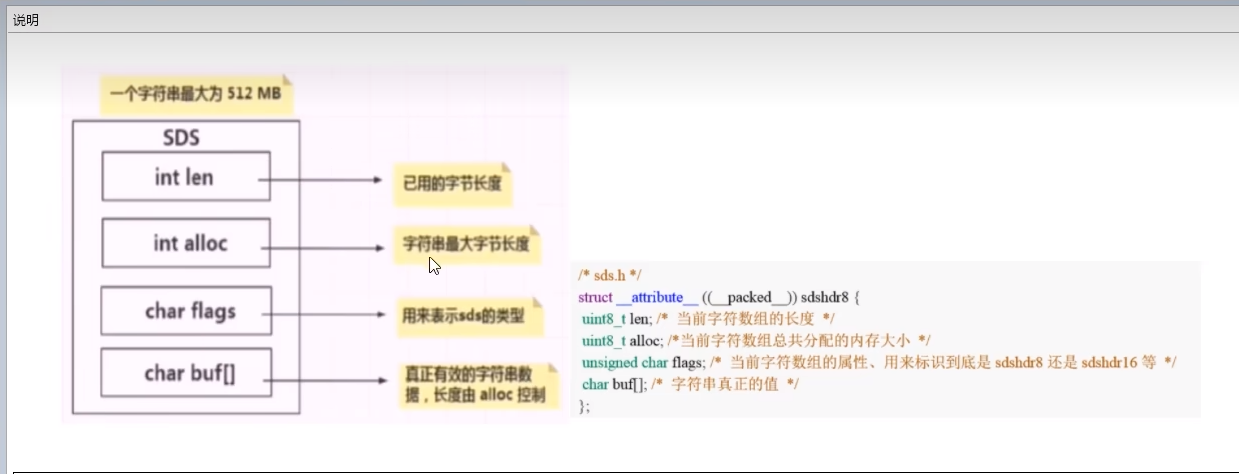 说明
一个字符串最大为 512 MB
SDS
int len
已用的字节长度
int alloc
字符串最大字节长度
char flags
用来表示sds的类型
char buf[]
真正有效的字符串数
据，长度由 alloc 控制
/* sds.h */
struct __attribute__ ((__packed__)) sdshdr8 {
uint8_t len; /* 当前字符数组的长度 */
uint8_t alloc; /*当前字符数组总共分配的内存大小 */
unsigned char flags; /* 当前字符数组的属性、用来标识到底是 sdshdr8 还是 sdshdr16 等 */
char buf[]; /* 字符串真正的值 */
};